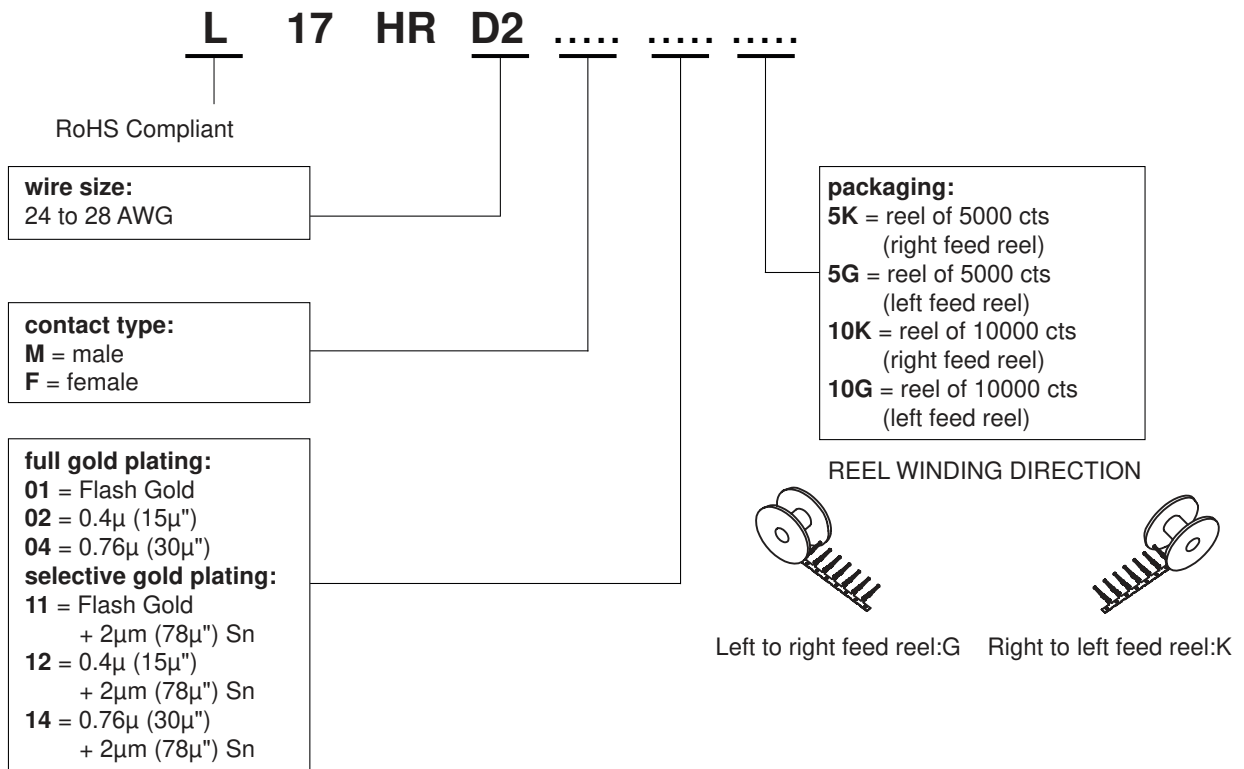 L 17 HR D2 ..... ..... .....
RoHS Compliant
wire size:
24 to 28 AWG
contact type:
M = male
F = female
full gold plating:
01 = Flash Gold
02 = 0.4µ (15µ")
04 = 0.76µ (30µ")
selective gold plating:
11 = Flash Gold
+ 2µm (78µ") Sn
12 = 0.4µ (15µ")
+ 2µm (78µ") Sn
14 = 0.76µ (30µ")
+ 2µm (78µ") Sn
packaging:
5K = reel of 5000 cts
(right feed reel)
5G = reel of 5000 cts
(left feed reel)
10K = reel of 10000 cts
(right feed reel)
10G = reel of 10000 cts
(left feed reel)
REEL WINDING DIRECTION
Left to right feed reel:G
Right to left feed reel:K